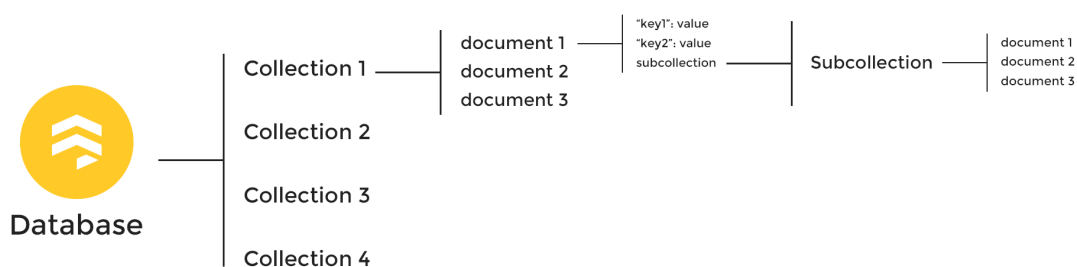 Database
Collection 1
Collection 2
Collection 3
Collection 4
document 1
document 2
document 3
“key1”: value
“key2”: value
subcollection
Subcollection
document 1
document 2
document 3